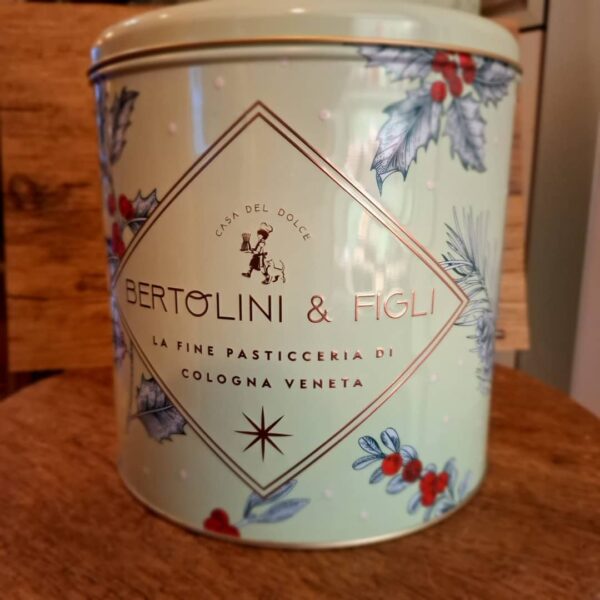 CASA DEL DOLCE
BERTOLINI & FIGLI
LA FINE PASTICCERIA DI
COLOGNA VENETA